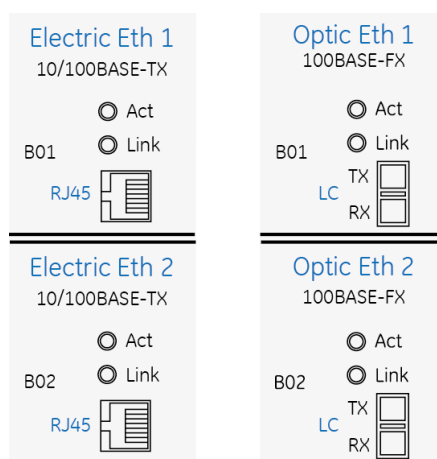 Electric Eth 1
10/100BASE-TX
Act
B01
Link
RJ45
Electric Eth 2
10/100BASE-TX
Act
B02
Link
RJ45
Optic Eth 1
100BASE-FX
Act
B01
Link
TX
LC
RX
Optic Eth 2
100BASE-FX
Act
B02
Link
TX
LC
RX